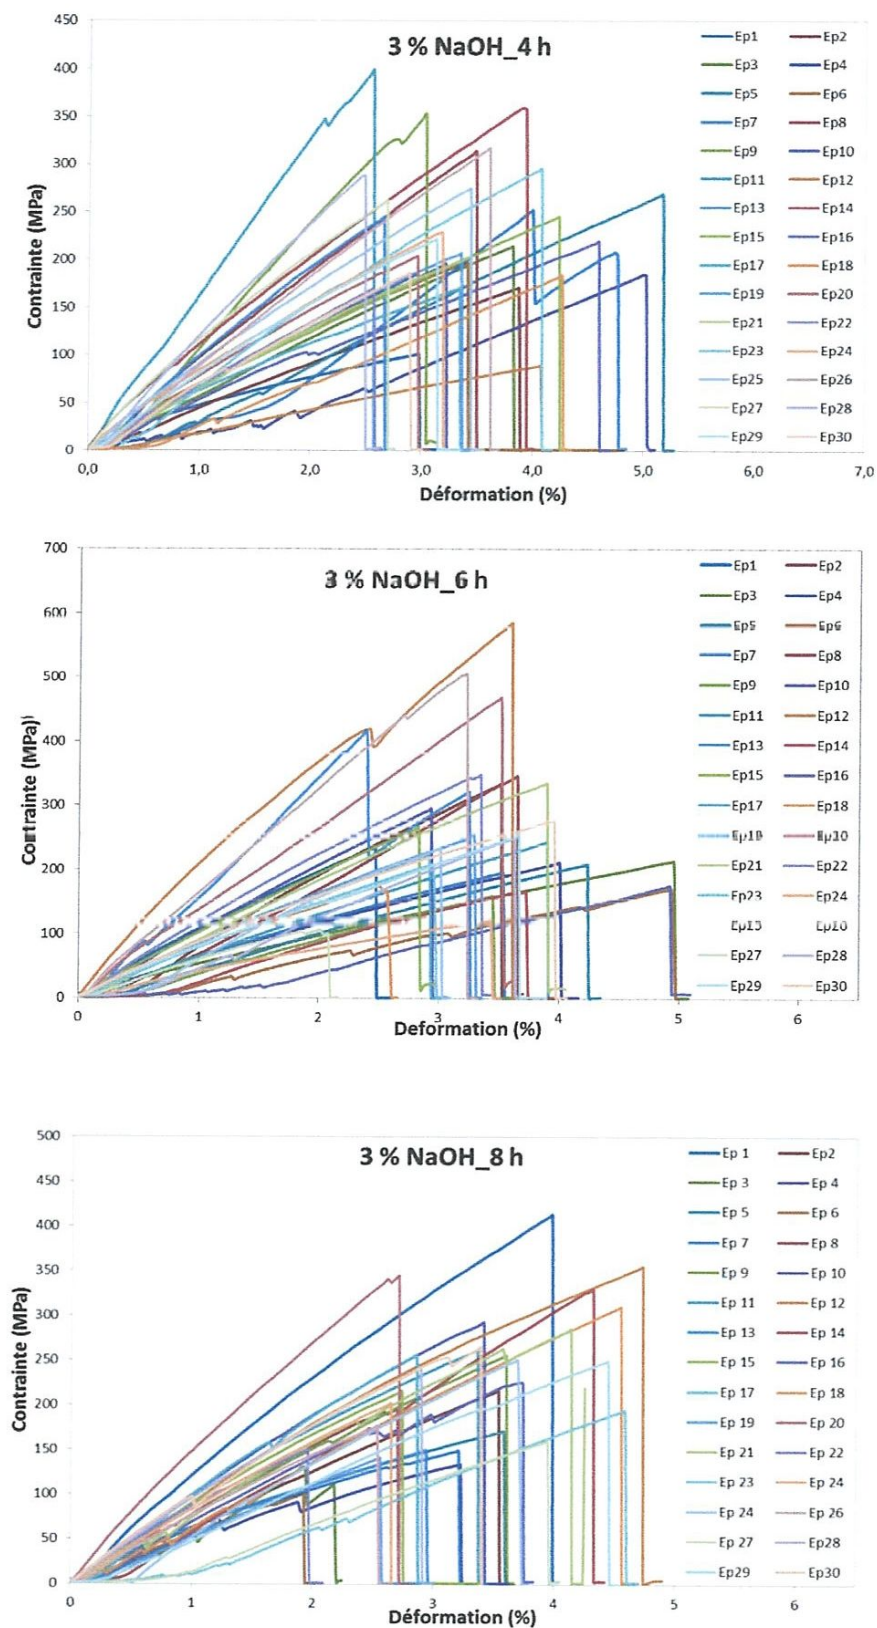 3 % NaOH_4 h
Contrainte (MPa)
450
400
350
300
250
200
150
100
50
0
0,0 1,0 2,0 3,0 4,0 5,0 6,0 7,0
Déformation (%)
Ep1 Ep2
Ep3 Ep4
Ep5 Ep6
Ep7 Ep8
Ep9 Ep10
Ep11 Ep12
Ep13 Ep14
Ep15 Ep16
Ep17 Ep18
Ep19 Ep20
Ep21 Ep22
Ep23 Ep24
Ep25 Ep26
Ep27 Ep28
Ep29 Ep30
3 % NaOH_6 h
(MPa)
700
600
500
400
300
200
100
0
0 1 2 3 4 5 6
Deformation (%)
Ep1 Ep2
Ep3 Ep4
Ep5 Ep6
Ep7 Ep8
Ep9 Ep10
Ep11 Ep12
Ep13 Ep14
Ep15 Ep16
Ep17 Ep18
Ep21 Ep22
Ep23 Ep24
Ep27 Ep28
Ep29 Ep30
3 % NaOH_8 h
Contrainte (MPa)
500
450
400
350
300
250
200
150
100
50
0
0 1 2 3 4 5 6
Déformation (%)
Ep 1 Ep2
Ep 3 Ep 4
Ep 5 Ep 6
Ep 7 Ep 8
Ep 9 Ep 10
Ep 11 Ep 12
Ep 13 Ep 14
Ep 15 Ep 16
Ep 17 Ep 18
Ep 19 Ep 20
Ep 21 Ep 22
Ep 23 Ep 24
Ep 24 Ep 26
Ep 27 Ep28
Ep29 Ep30